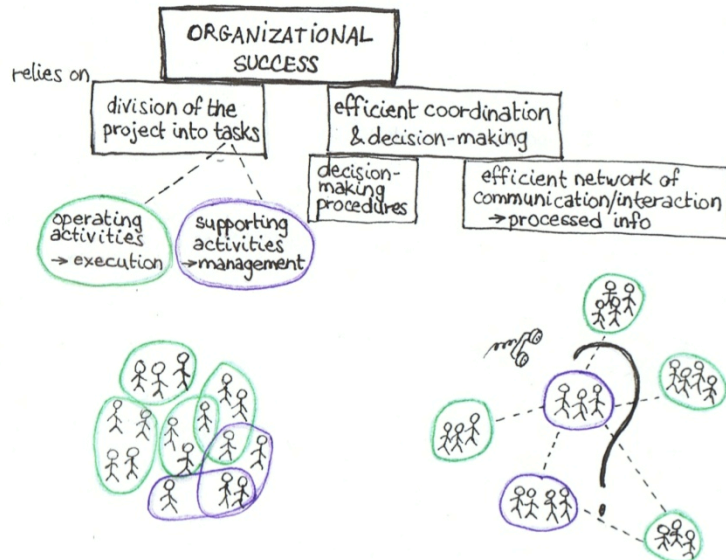 ORGANIZATIONAL
SUCCESS
relies on
division of the
project into tasks
efficient coordination
& decision-making
decision-
making
procedures
efficient network of
communication/interaction
→ processed info
operating
activities
→ execution
supporting
activities
→ management
?